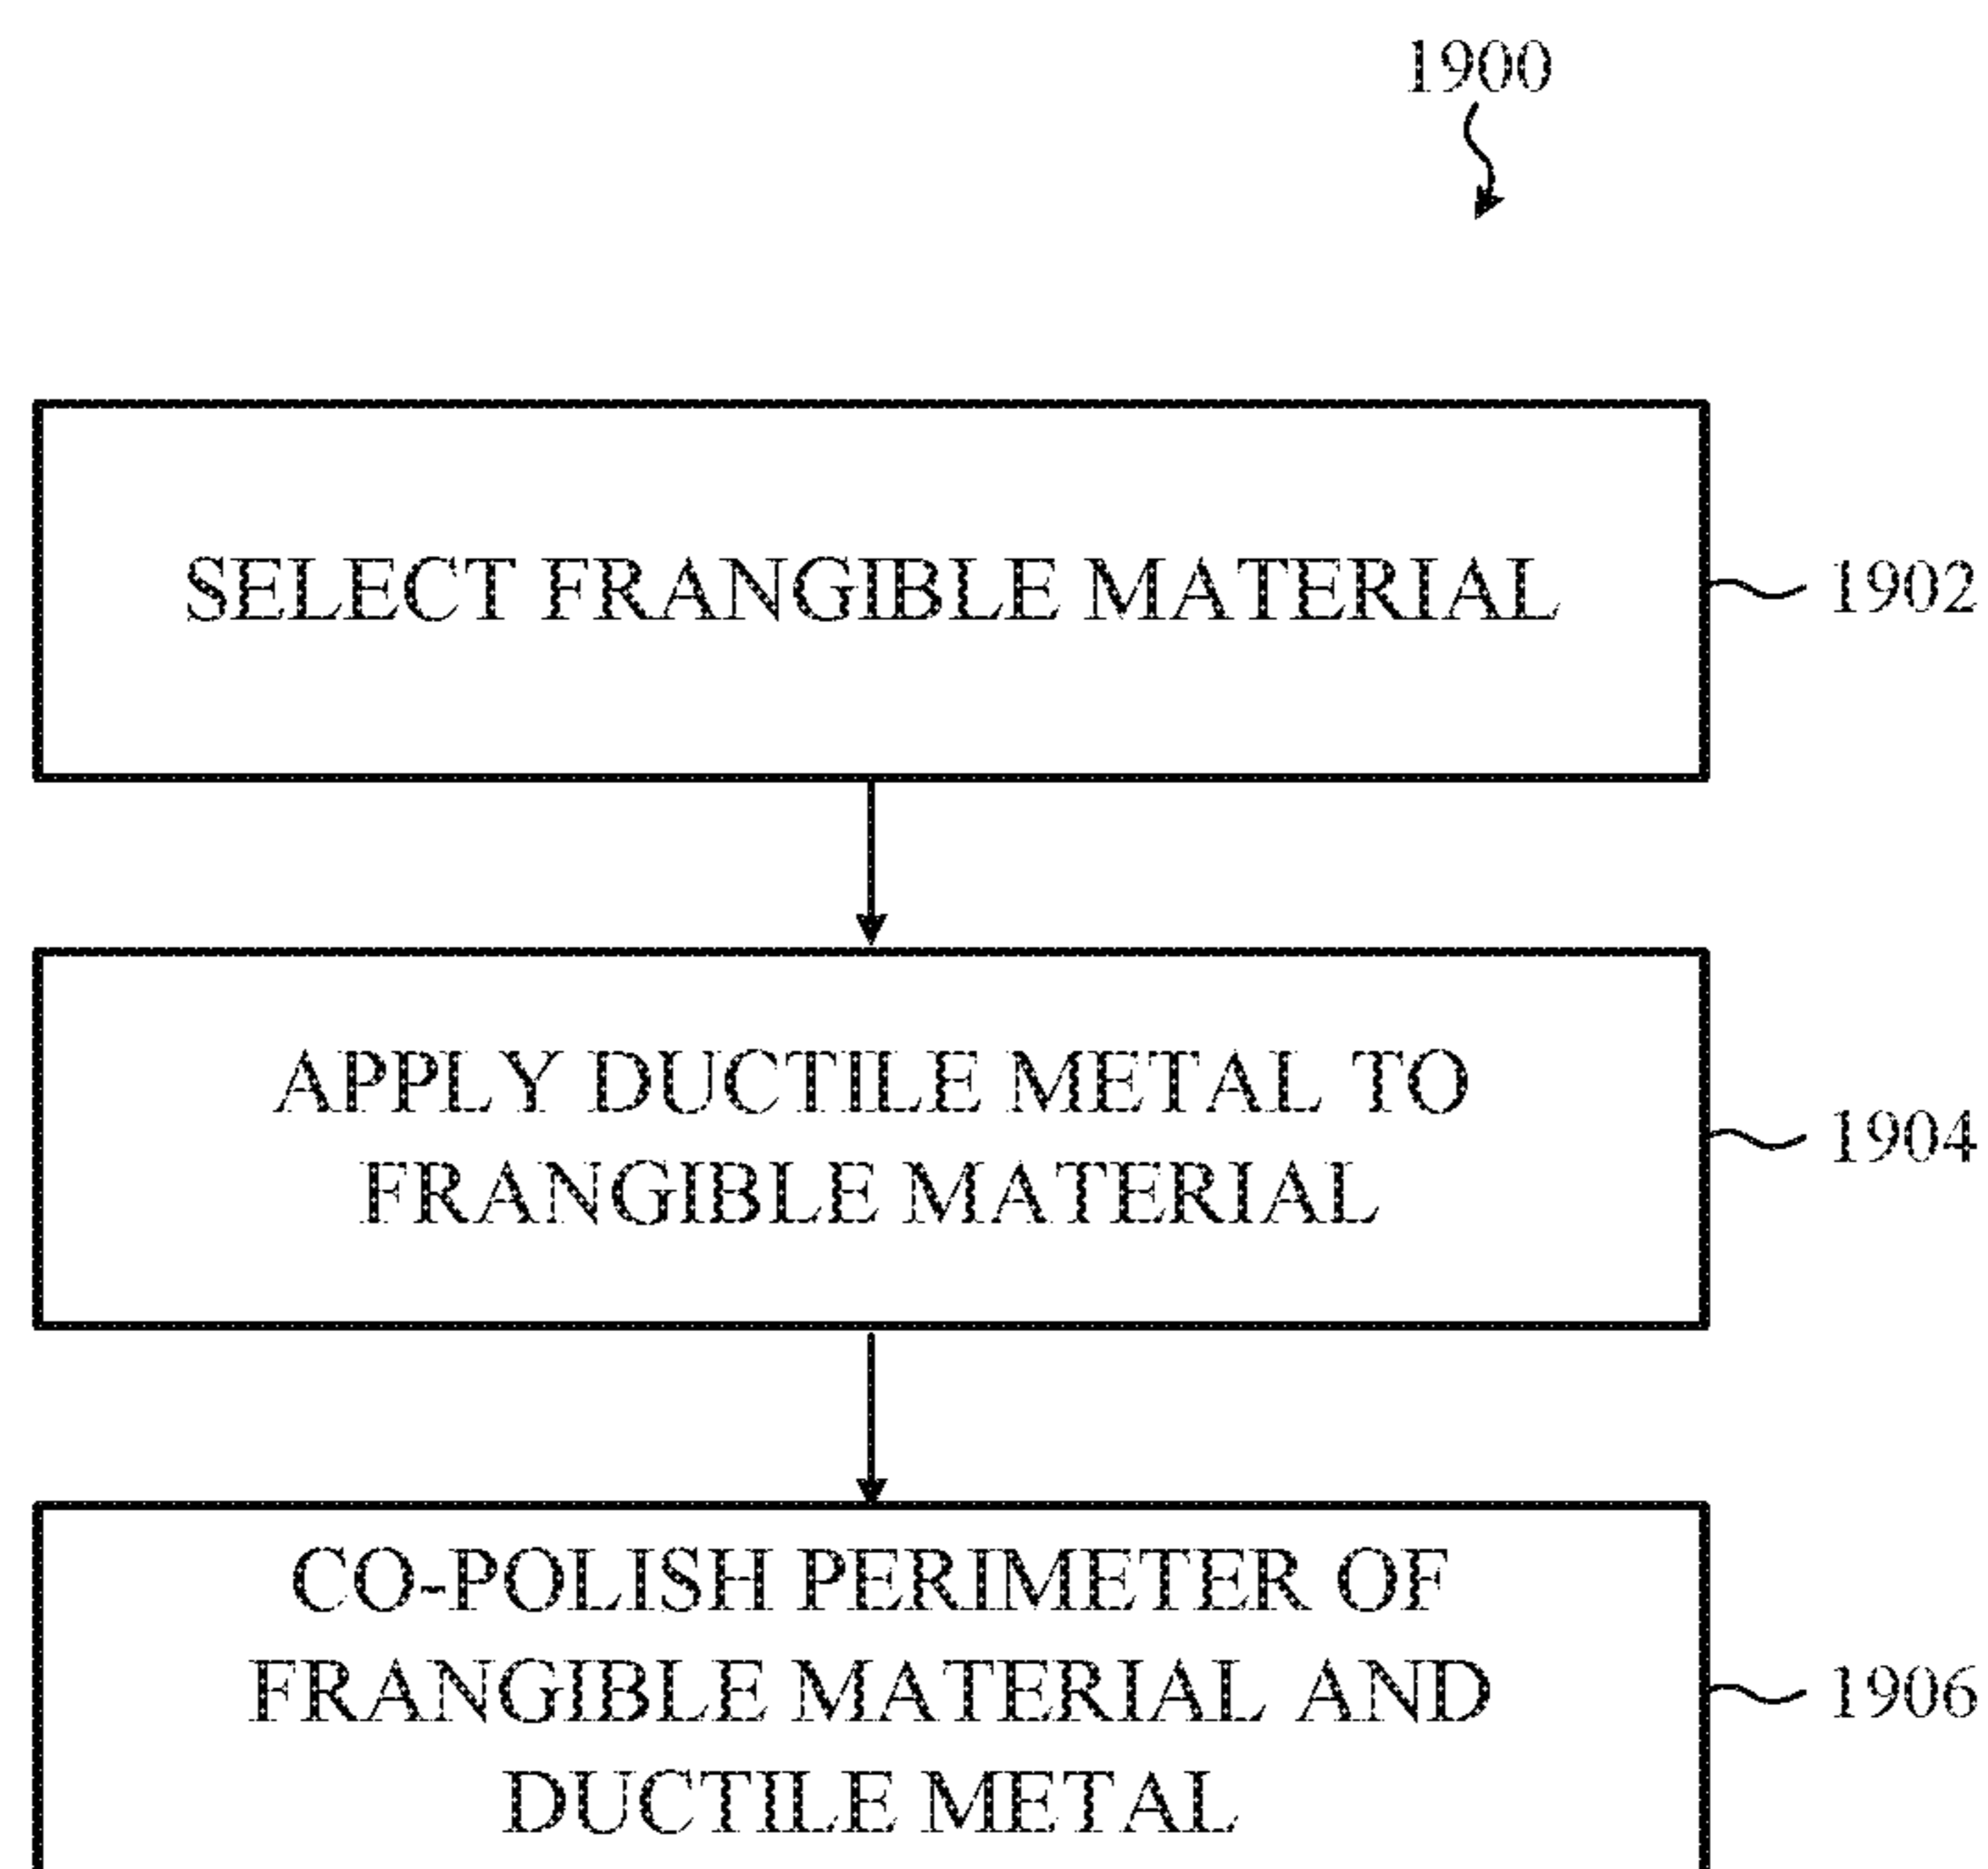 1900
SELECT FRANGIBLE MATERIAL
1902
APPLY DUCTILE METAL TO
FRANGIBLE MATERIAL
1904
CO-POLISH PERIMETER OF
FRANGIBLE MATERIAL AND
DUCTILE METAL
1906